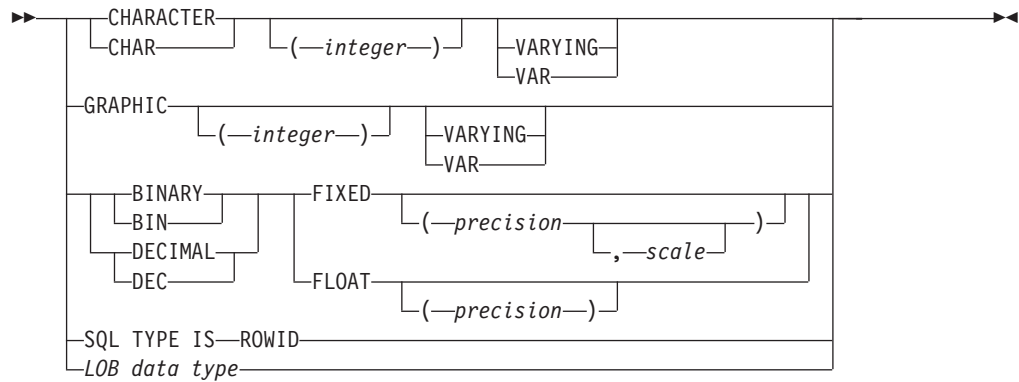 CHARACTER
CHAR ( integer ) VARYING
VAR
GRAPHIC
( integer ) VARYING
VAR
BINARY FIXED
BIN ( precision )
DECIMAL , scale
DEC FLOAT
( precision )
SQL TYPE IS ROWID
LOB data type